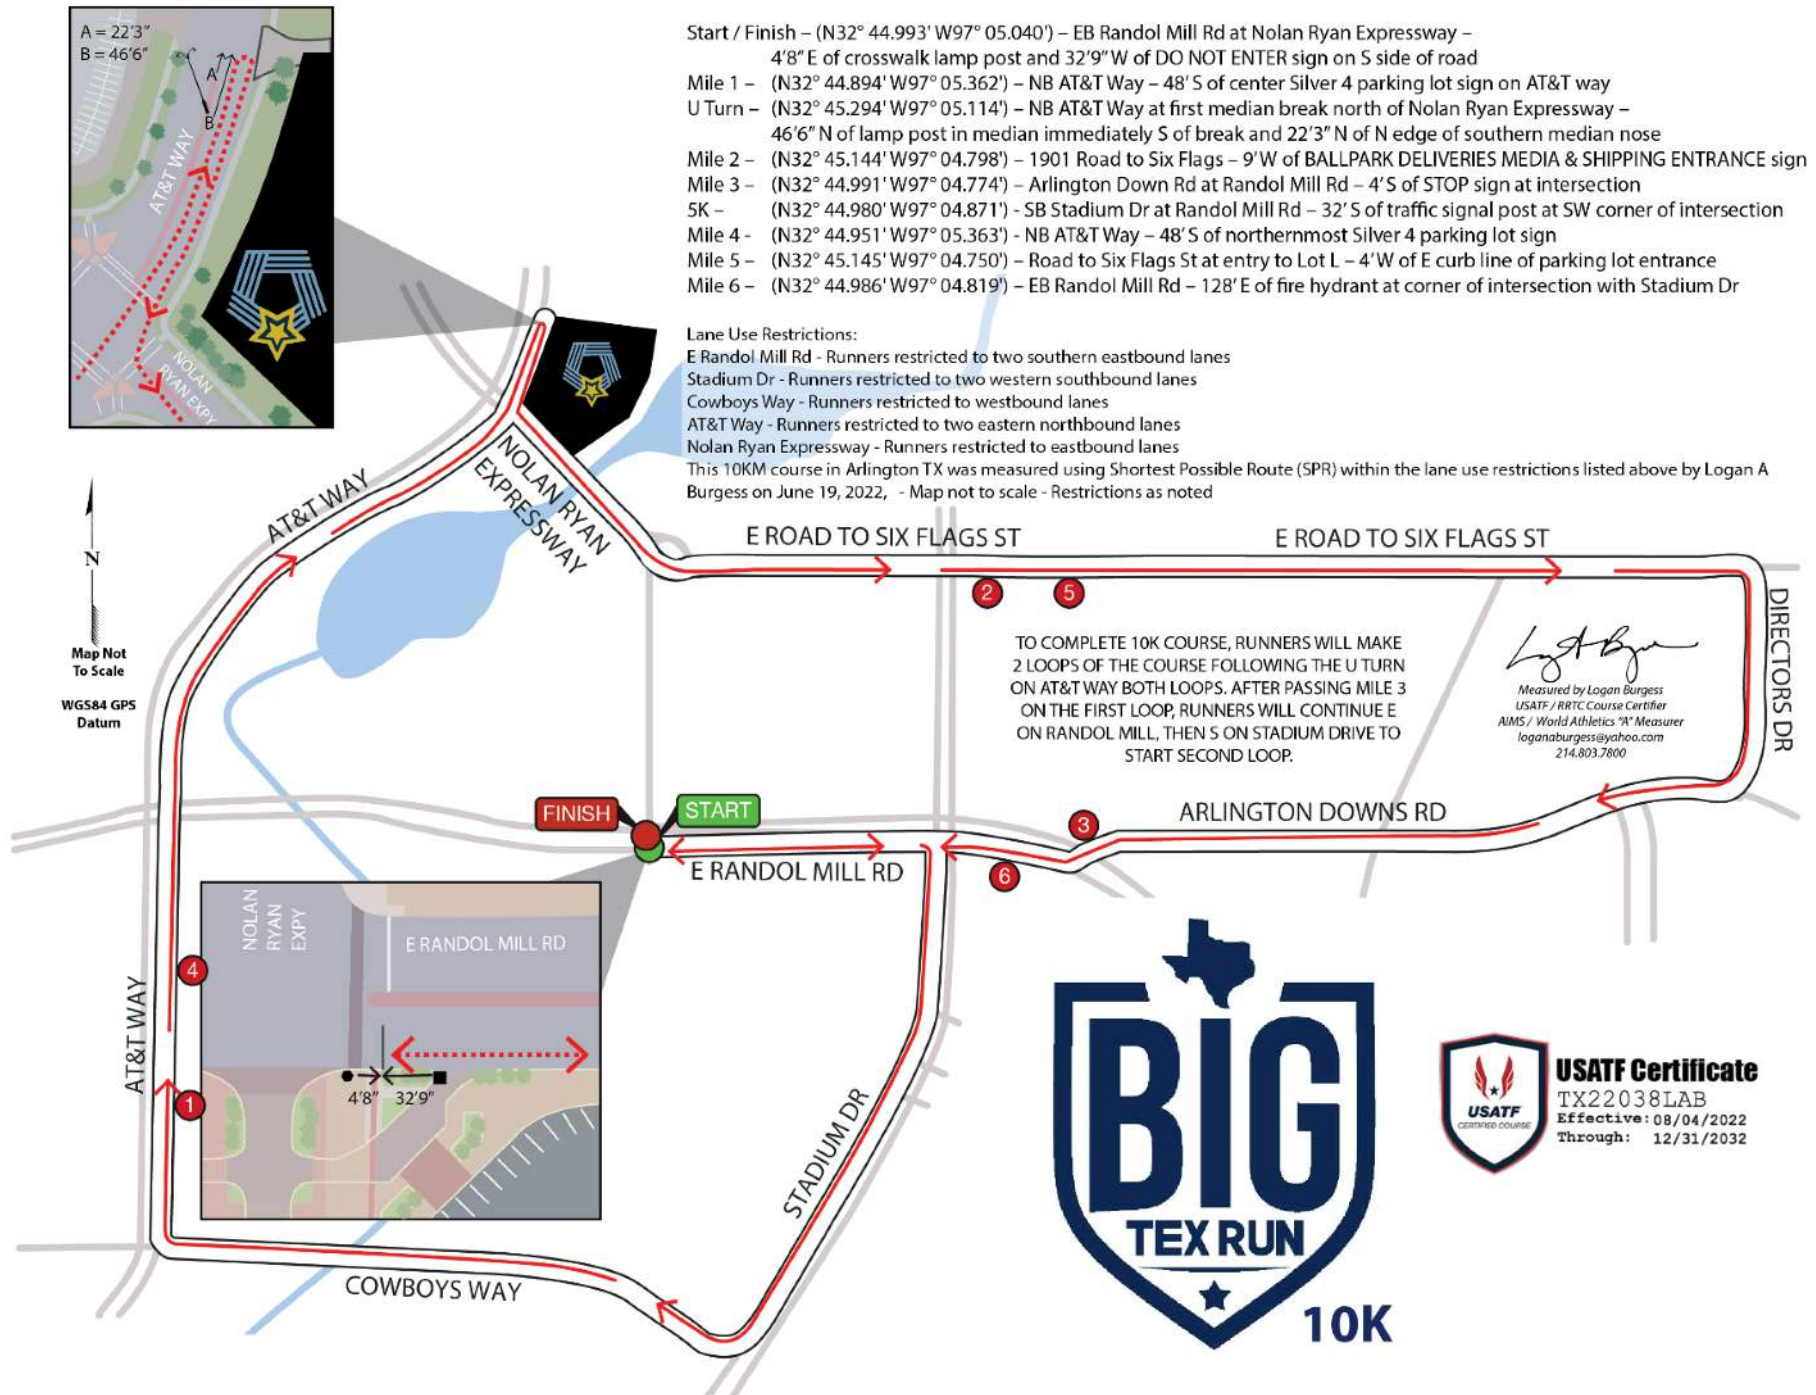 A = 22'3"
B = 46'6"
A
B
AT&T WAY
NOLAN
RYAN EXPY
Start / Finish – (N32° 44.993' W97° 05.040') – EB Randol Mill Rd at Nolan Ryan Expressway –
4'8" E of crosswalk lamp post and 32'9" W of DO NOT ENTER sign on S side of road
Mile 1 – (N32° 44.894' W97° 05.362') – NB AT&T Way – 48' S of center Silver 4 parking lot sign on AT&T way
U Turn – (N32° 45.294' W97° 05.114') – NB AT&T Way at first median break north of Nolan Ryan Expressway –
46'6" N of lamp post in median immediately S of break and 22'3" N of N edge of southern median nose
Mile 2 – (N32° 45.144' W97° 04.798') – 1901 Road to Six Flags – 9' W of BALLPARK DELIVERIES MEDIA & SHIPPING ENTRANCE sign
Mile 3 – (N32° 44.991' W97° 04.774') – Arlington Down Rd at Randol Mill Rd – 4' S of STOP sign at intersection
5K – (N32° 44.980' W97° 04.871') - SB Stadium Dr at Randol Mill Rd – 32' S of traffic signal post at SW corner of intersection
Mile 4 - (N32° 44.951' W97° 05.363') - NB AT&T Way – 48' S of northernmost Silver 4 parking lot sign
Mile 5 - (N32° 45.145' W97° 04.750') – Road to Six Flags St at entry to Lot L – 4' W of E curb line of parking lot entrance
Mile 6 - (N32° 44.986' W97° 04.819') – EB Randol Mill Rd – 128' E of fire hydrant at corner of intersection with Stadium Dr
Lane Use Restrictions:
E Randol Mill Rd - Runners restricted to two southern eastbound lanes
Stadium Dr - Runners restricted to two western southbound lanes
Cowboys Way - Runners restricted to westbound lanes
AT&T Way - Runners restricted to two eastern northbound lanes
Nolan Ryan Expressway - Runners restricted to eastbound lanes
This 10KM course in Arlington TX was measured using Shortest Possible Route (SPR) within the lane use restrictions listed above by Logan A
Burgess on June 19, 2022, - Map not to scale - Restrictions as noted
AT&T WAY
NOLAN RYAN
EXPRESSWAY
E ROAD TO SIX FLAGS ST
E ROAD TO SIX FLAGS ST
N
Map Not
To Scale
WGS84 GPS
Datum
2
5
DIRECTORS DR
TO COMPLETE 10K COURSE, RUNNERS WILL MAKE
2 LOOPS OF THE COURSE FOLLOWING THE U TURN
ON AT&T WAY BOTH LOOPS. AFTER PASSING MILE 3
ON THE FIRST LOOP, RUNNERS WILL CONTINUE E
ON RANDOL MILL, THEN S ON STADIUM DRIVE TO
START SECOND LOOP.
Measured by Logan Burgess
USATF / RRTC Course Certifier
AIMS / World Athletics "A" Measurer
loganaburgess@yahoo.com
214.803.7800
FINISH
START
3
ARLINGTON DOWNS RD
E RANDOL MILL RD
6
NOLAN
RYAN
EXPY
E RANDOL MILL RD
4'8" 32'9"
4
AT&T WAY
1
STADIUM DR
COWBOYS WAY
BIG
TEX RUN
10K
USATF
CERTIFIED COURSE
USATF Certificate
TX22038LAB
Effective: 08/04/2022
Through: 12/31/2032